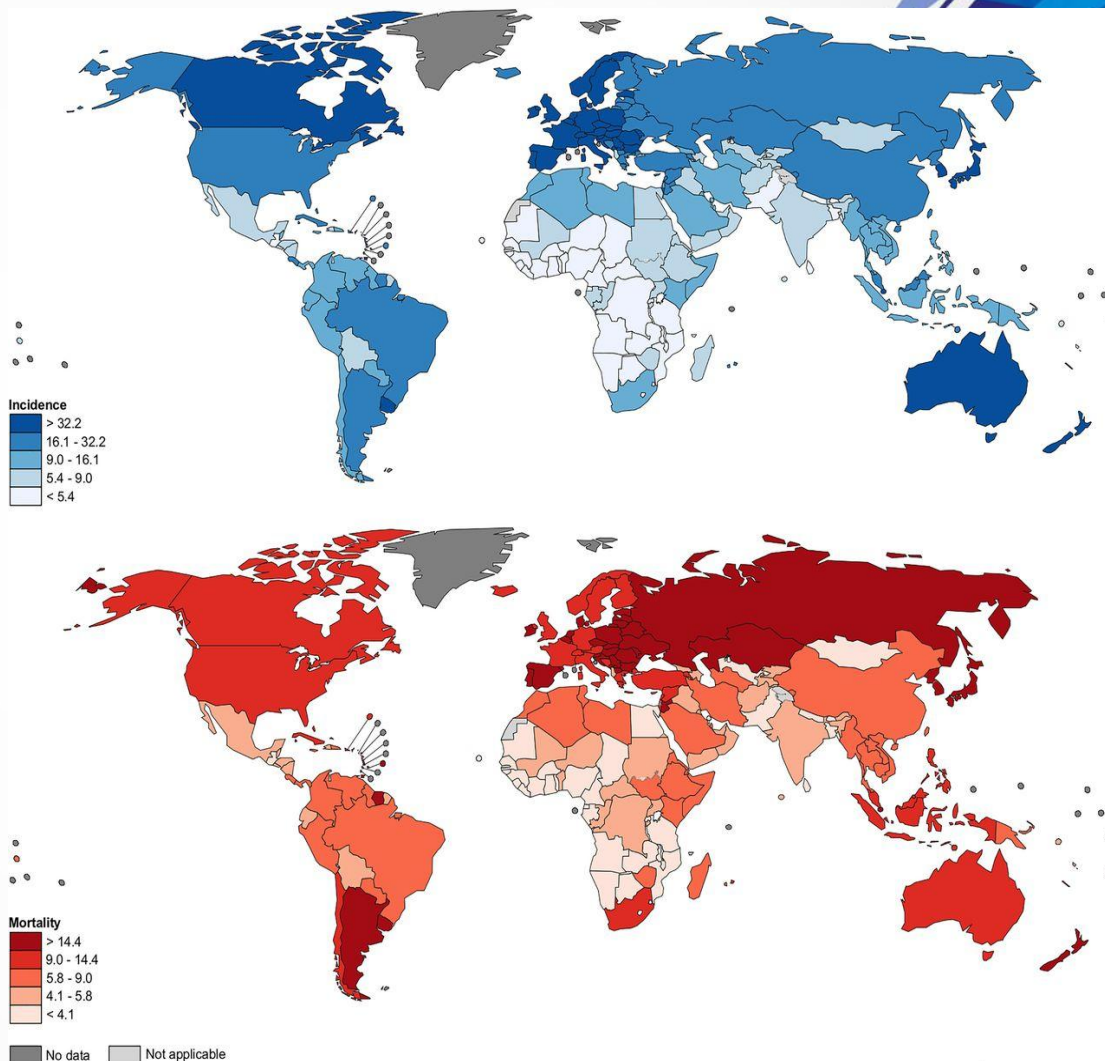 Incidence
> 32.2
16.1 - 32.2
9.0 - 16.1
5.4 - 9.0
< 5.4
Mortality
> 14.4
9.0 - 14.4
5.8 - 9.0
4.1 - 5.8
< 4.1
No data
Not applicable